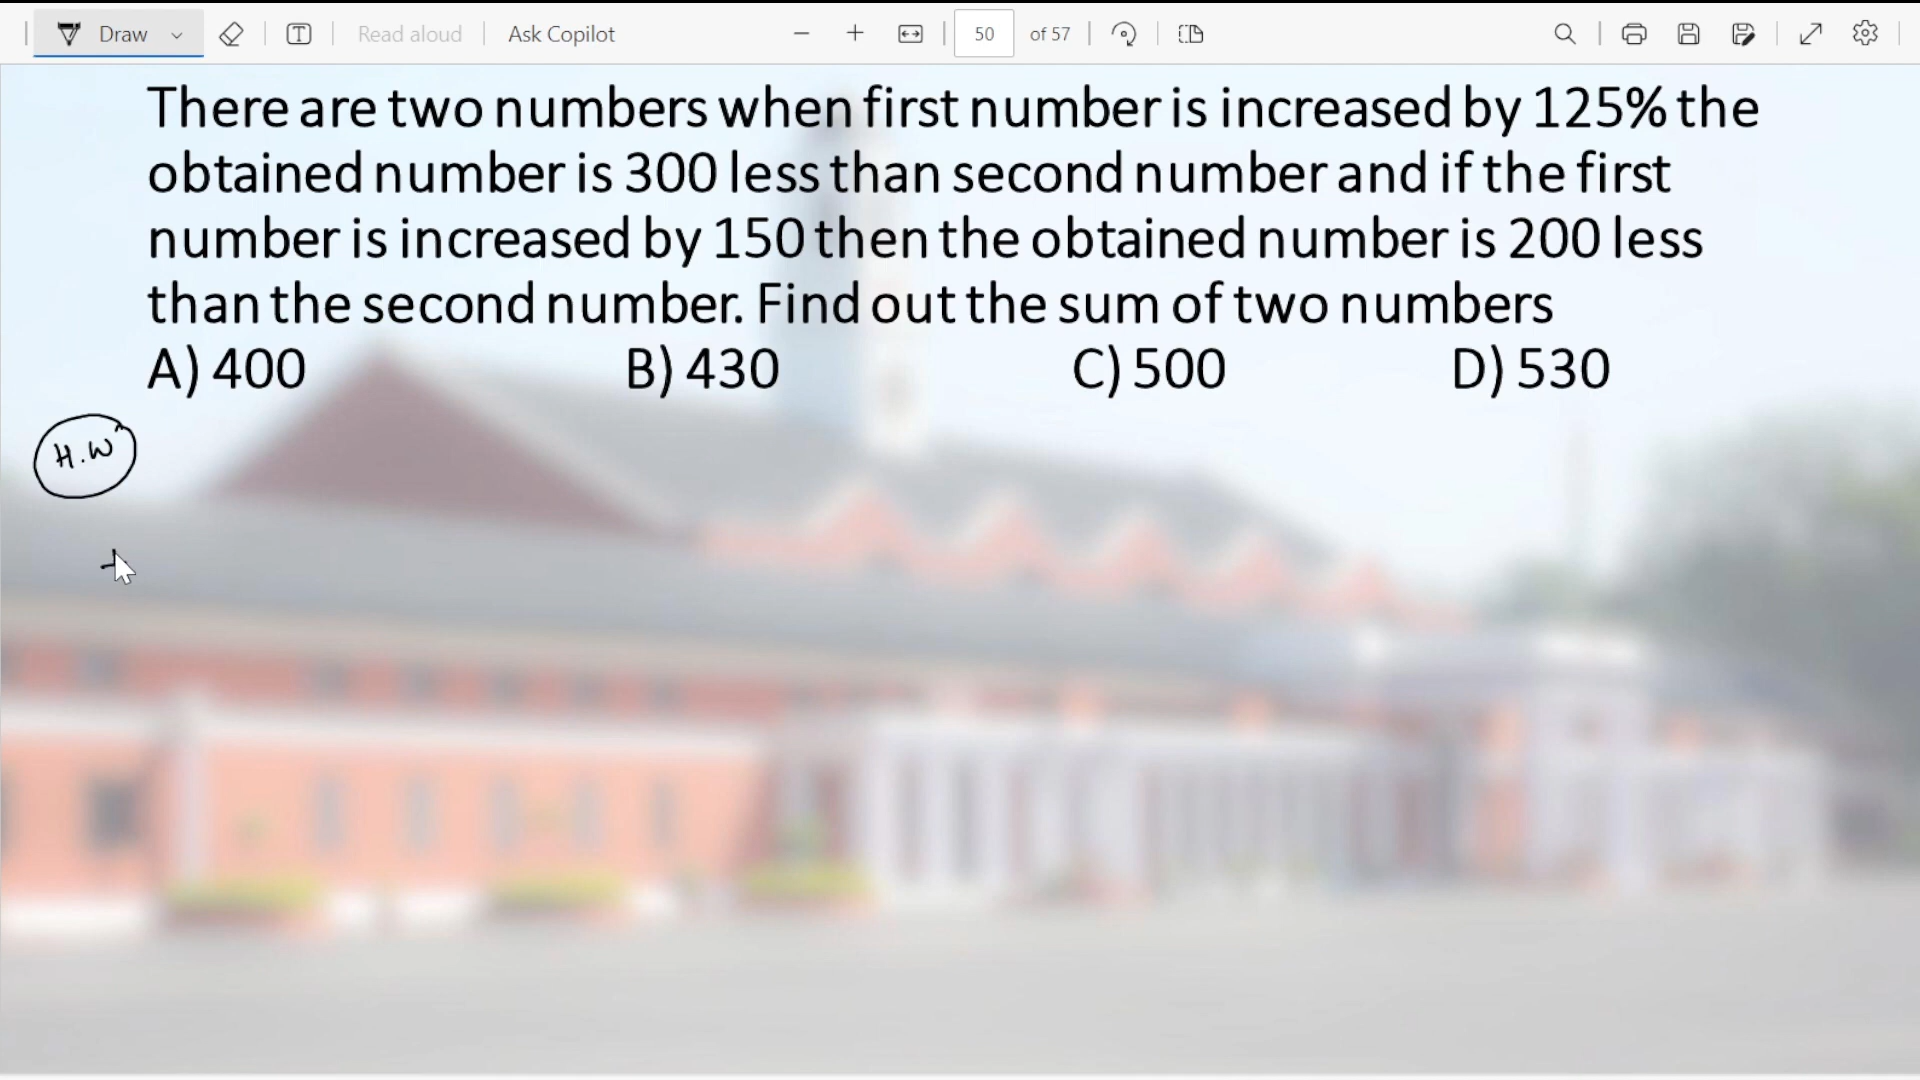 Draw Read aloud Ask Copilot 50 of 57
There are two numbers when first number is increased by 125% the
obtained number is 300 less than second number and if the first
number is increased by 150 then the obtained number is 200 less
than the second number. Find out the sum of two numbers
A) 400 B) 430 C) 500 D) 530
H.W